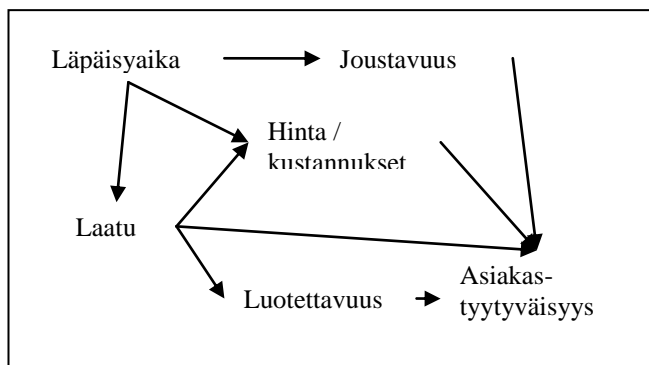 Läpäisyaika
Joustavuus
Hinta /
kustannukset
Laatu
Luotettavuus
Asiakas-
tyytyväisyys